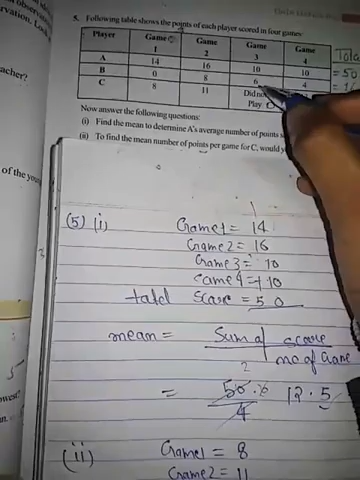 5. Following table shows the points of each player scored in four games:
Player Game 1 Game 2 Game 3 Game 4
A 14 16 10 10 = 50
B 0 8 6 4
C 8 11 Did not Play
Now answer the following questions:
(i) Find the mean to determine A's average number of points
(ii) To find the mean number of points per game for C, would
(5) (i) Game 1 = 14
Game 2 = 16
Game 3 = 10
Game 4 = + 10
total score = 50
mean = Sum of score
no of Game
= 50.0 12.5
4
(ii) Game 1 = 8
Game 2 = 11
of the